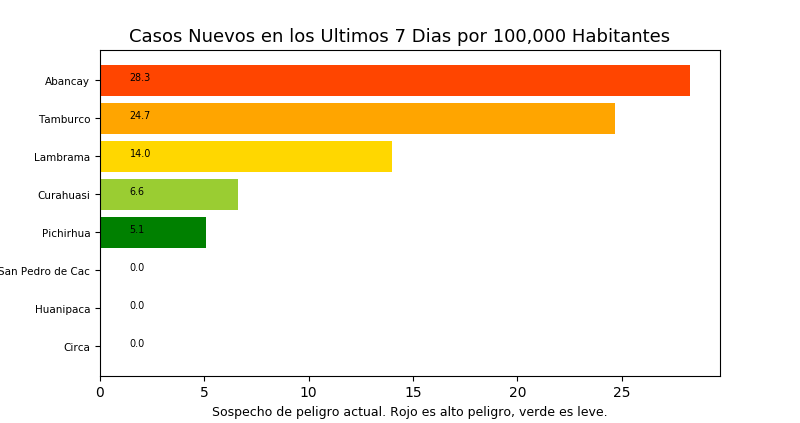 Casos Nuevos en los Ultimos 7 Dias por 100,000 Habitantes
Abancay 28.3
Tamburco 24.7
Lambrama 14.0
Curahuasi 6.6
Pichirhua 5.1
San Pedro de Cac 0.0
Huanipaca 0.0
Circa 0.0
0 5 10 15 20 25
Sospecho de peligro actual. Rojo es alto peligro, verde es leve.